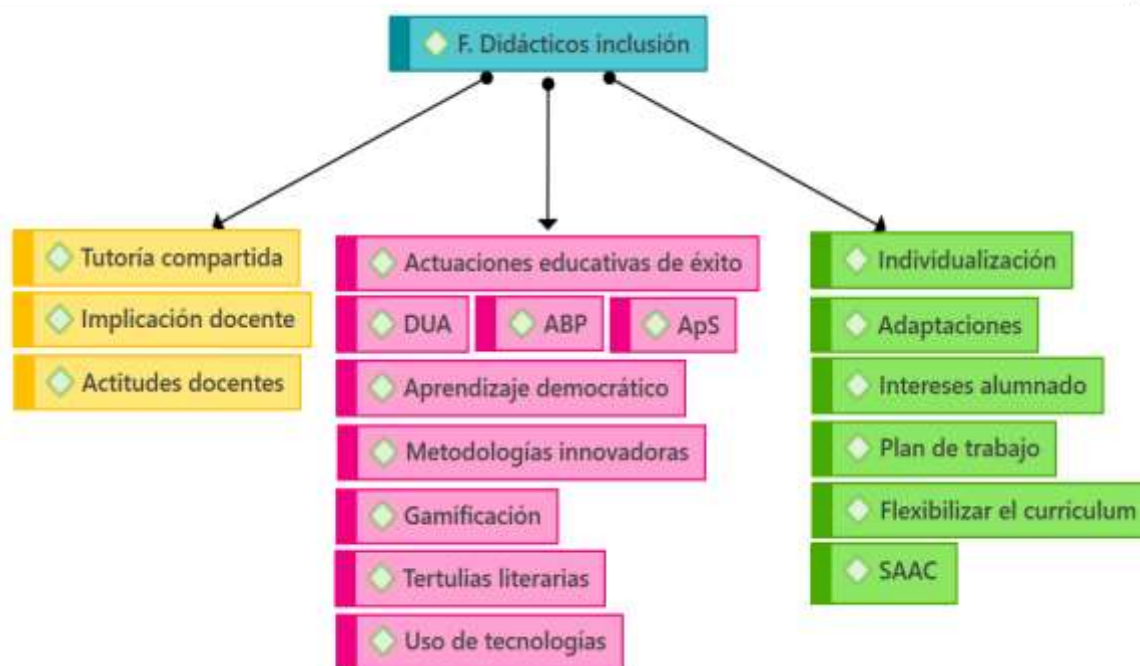 F. Didácticos inclusión
Tutoría compartida
Implicación docente
Actitudes docentes
Actuaciones educativas de éxito
DUA
ABP
ApS
Aprendizaje democrático
Metodologías innovadoras
Gamificación
Tertulias literarias
Uso de tecnologías
Individualización
Adaptaciones
Intereses alumnado
Plan de trabajo
Flexibilizar el curriculum
SAAC